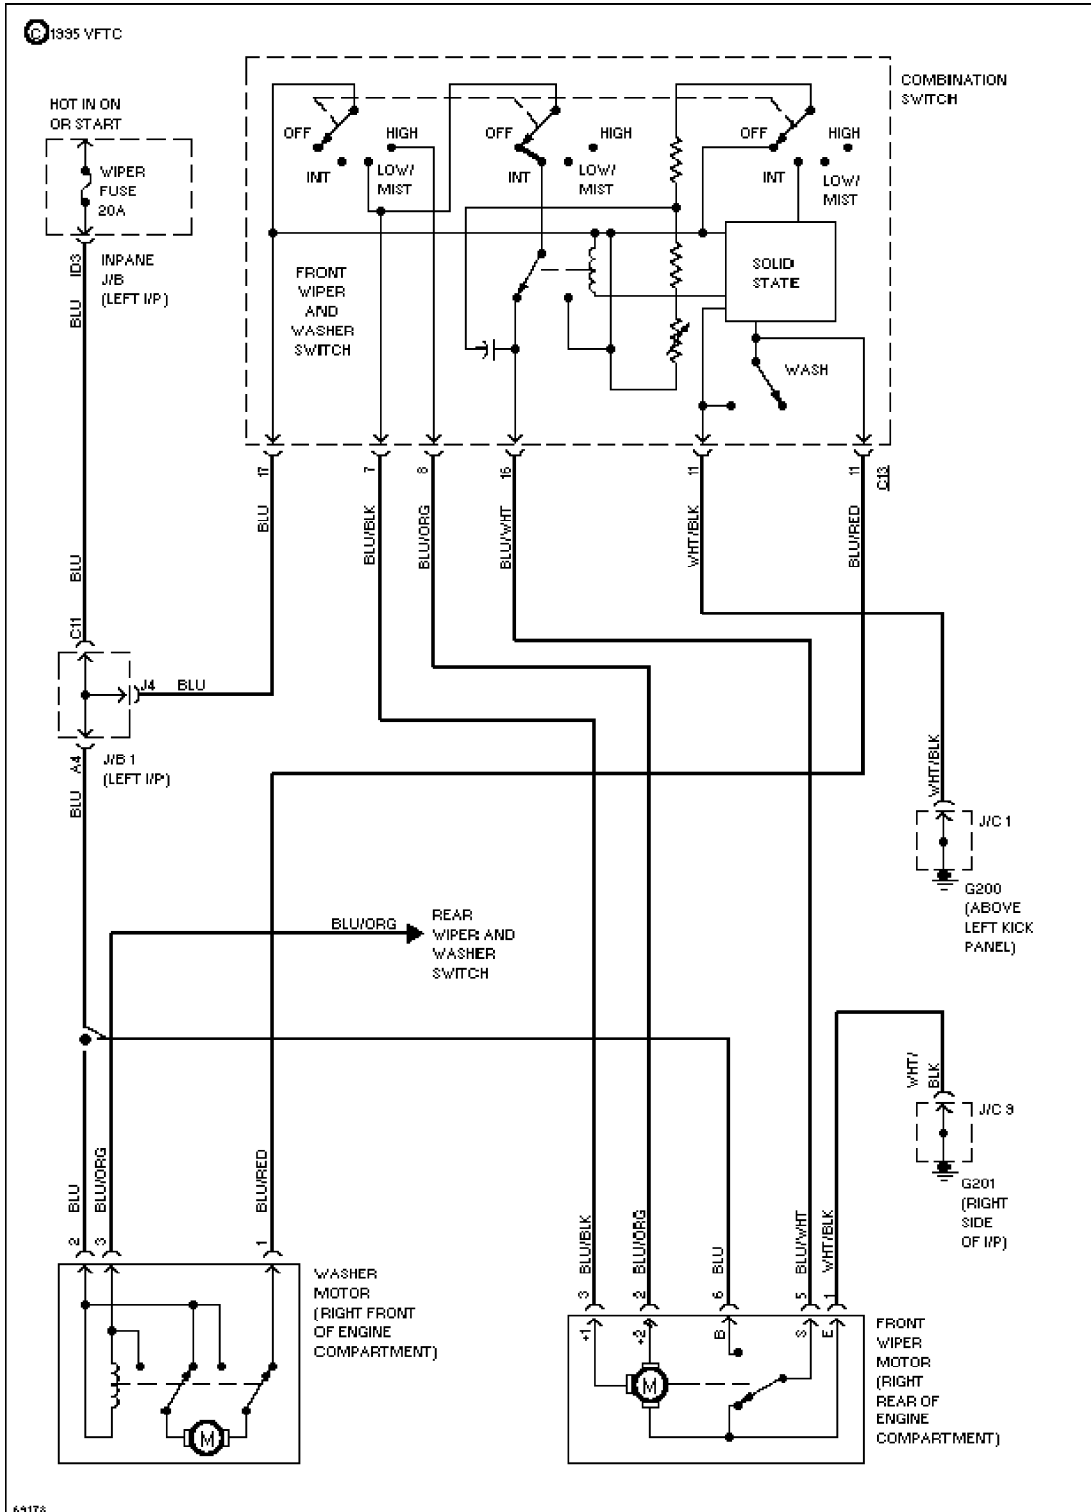 © 1995 VFTC
HOT IN ON
OR START
WIPER
FUSE
20A
ID3
INPANE
J/B
(LEFT I/P)
BLU
COMBINATION
SWITCH
OFF
HIGH
INT
LOW/
MIST
OFF
HIGH
INT
LOW/
MIST
OFF
HIGH
INT
LOW/
MIST
FRONT
WIPER
AND
WASHER
SWITCH
SOLID
STATE
WASH
17
7
8
16
11
11
C13
BLU
BLU/BLK
BLU/ORG
BLU/WHT
WHT/BLK
BLU/RED
BLU
C11
J4
BLU
A4
J/B 1
(LEFT I/P)
BLU
WHT/BLK
J/C 1
G200
(ABOVE
LEFT KICK
PANEL)
BLU/ORG
REAR
WIPER AND
WASHER
SWITCH
WHT/
BLK
J/C 9
G201
(RIGHT
SIDE
OF I/P)
BLU
BLU/ORG
BLU/RED
2
3
1
WASHER
MOTOR
(RIGHT FRONT
OF ENGINE
COMPARTMENT)
M
BLU/BLK
BLU/ORG
BLU
BLU/WHT
WHT/BLK
3
2
6
5
1
+1
+2
B
S
E
M
FRONT
WIPER
MOTOR
(RIGHT
REAR OF
ENGINE
COMPARTMENT)
69178